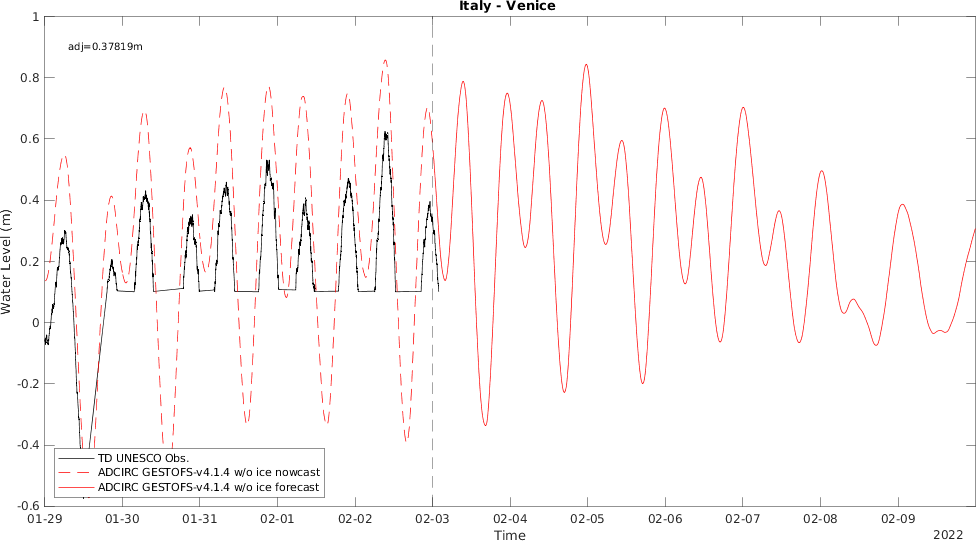 Italy - Venice
adj=0.37819m
Water Level (m)
1
0.8
0.6
0.4
0.2
0
-0.2
-0.4
-0.6
TD UNESCO Obs.
ADCIRC GESTOFS-v4.1.4 w/o ice nowcast
ADCIRC GESTOFS-v4.1.4 w/o ice forecast
01-29 01-30 01-31 02-01 02-02 02-03 02-04 02-05 02-06 02-07 02-08 02-09
Time
2022